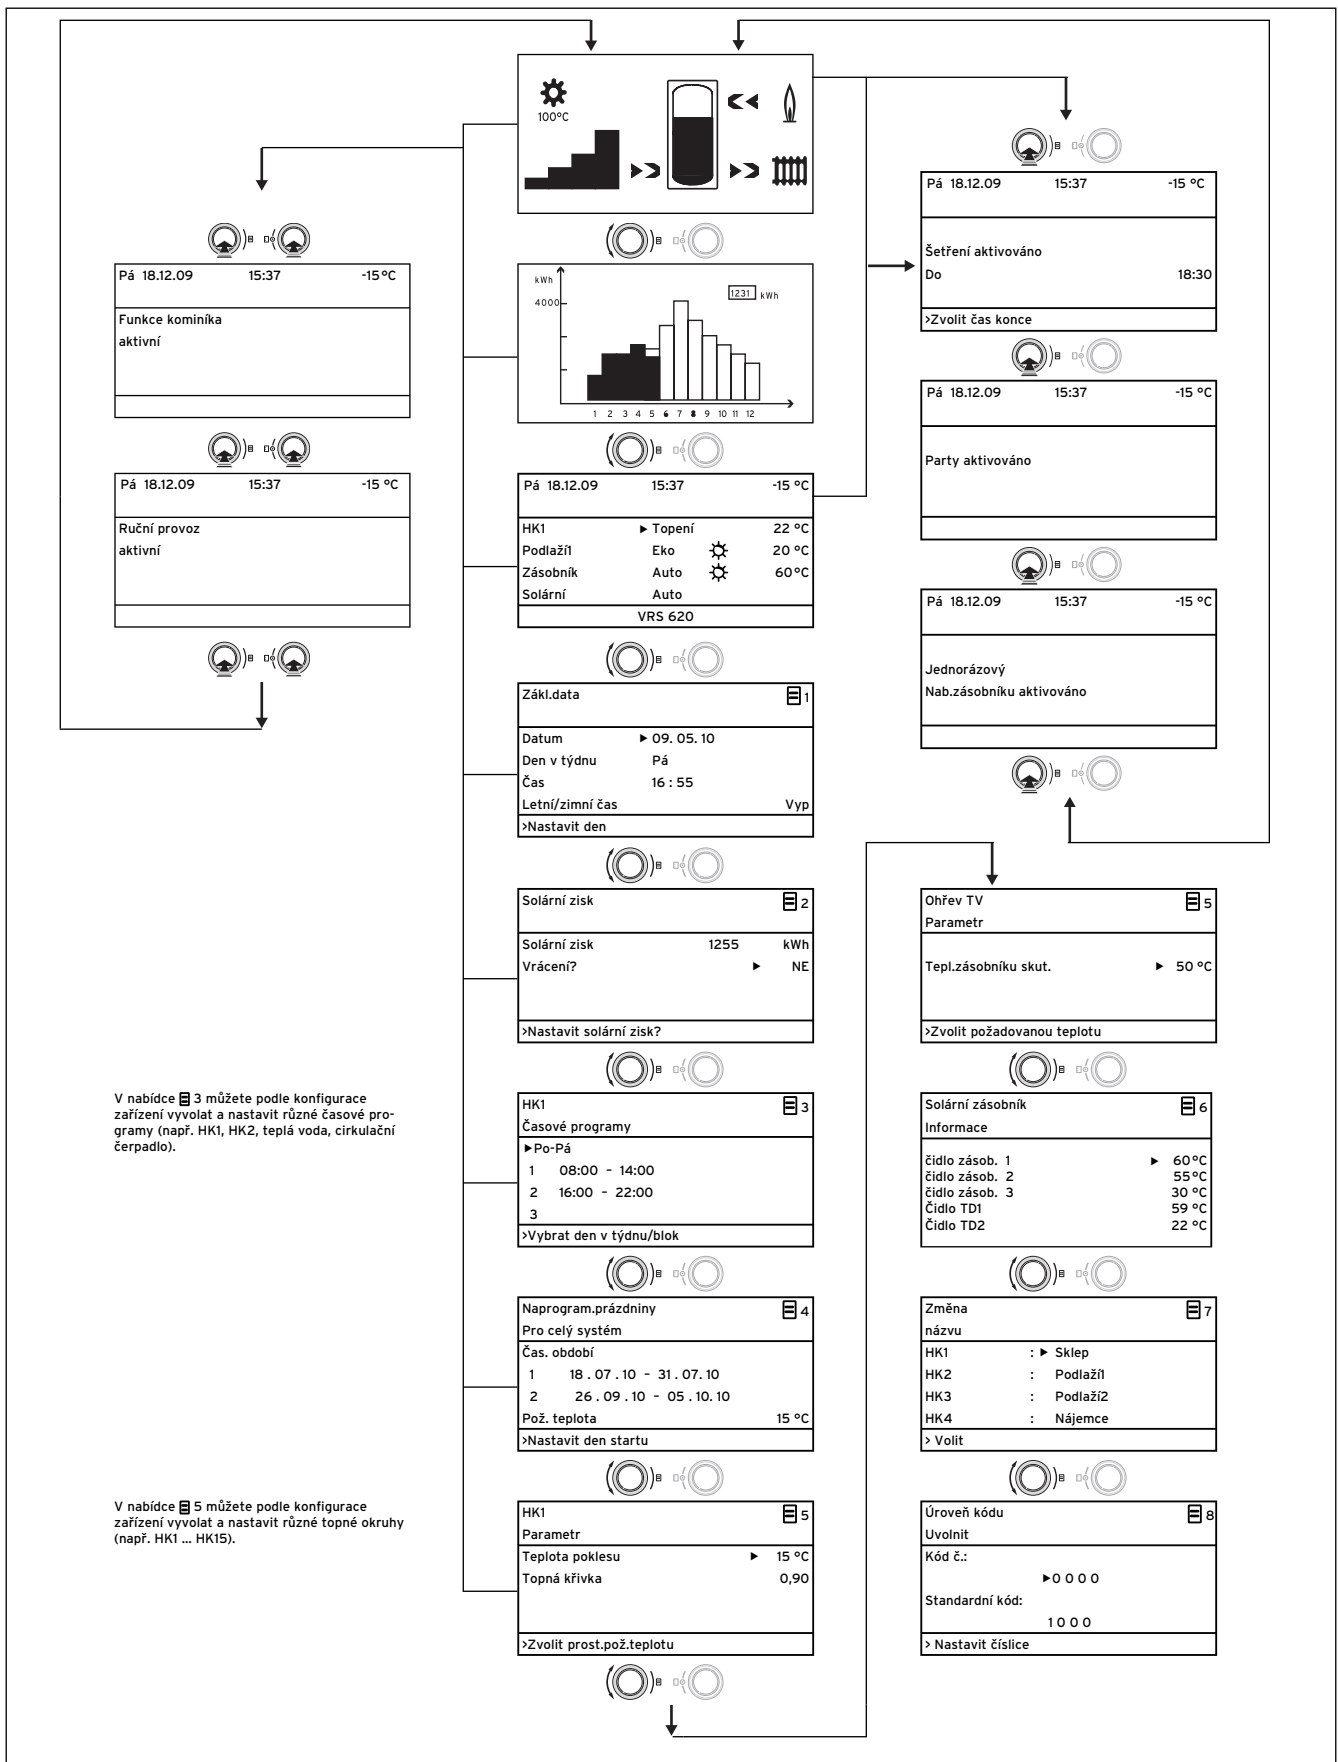 100°C
kWh
4000
1231 kWh
1 2 3 4 5 6 7 8 9 10 11 12
Pá 18.12.09 15:37 -15 °C
Funkce kominíka
aktivní
Pá 18.12.09 15:37 -15 °C
Ruční provoz
aktivní
V nabídce 3 můžete podle konfigurace
zařízení vyvolat a nastavit různé časové pro-
gramy (např. HK1, HK2, teplá voda, cirkulační
čerpadlo).
V nabídce 5 můžete podle konfigurace
zařízení vyvolat a nastavit různé topné okruhy
(např. HK1 ... HK15).
Pá 18.12.09 15:37 -15 °C
HK1 ▶ Topení 22 °C
Podlaží1 Eko 20 °C
Zásobník Auto 60°C
Solární Auto
VRS 620
Zákl.data 1
Datum ▶ 09. 05. 10
Den v týdnu Pá
Čas 16 : 55
Letní/zimní čas Vyp
>Nastavit den
Solární zisk 2
Solární zisk 1255 kWh
Vrácení? ▶ NE
>Nastavit solární zisk?
HK1 3
Časové programy
▶Po-Pá
1 08:00 - 14:00
2 16:00 - 22:00
3
>Vybrat den v týdnu/blok
Naprogram.prázdniny 4
Pro celý systém
Čas. období
1 18 . 07 . 10 - 31 . 07. 10
2 26 . 09 . 10 - 05 . 10. 10
Pož. teplota 15 °C
>Nastavit den startu
HK1 5
Parametr
Teplota poklesu ▶ 15 °C
Topná křivka 0,90
>Zvolit prost.pož.teplotu
Pá 18.12.09 15:37 -15 °C
Šetření aktivováno
Do 18:30
>Zvolit čas konce
Pá 18.12.09 15:37 -15 °C
Party aktivováno
Pá 18.12.09 15:37 -15 °C
Jednorázový
Nab.zásobníku aktivováno
Ohřev TV 5
Parametr
Tepl.zásobníku skut. ▶ 50 °C
>Zvolit požadovanou teplotu
Solární zásobník 6
Informace
čidlo zásob. 1 ▶ 60°C
čidlo zásob. 2 55°C
čidlo zásob. 3 30 °C
Čidlo TD1 59 °C
Čidlo TD2 22 °C
Změna 7
názvu
HK1 : ▶ Sklep
HK2 : Podlaží1
HK3 : Podlaží2
HK4 : Nájemce
> Volit
Úroveň kódu 8
Uvolnit
Kód č.:
▶0 0 0 0
Standardní kód:
1 0 0 0
> Nastavit číslice